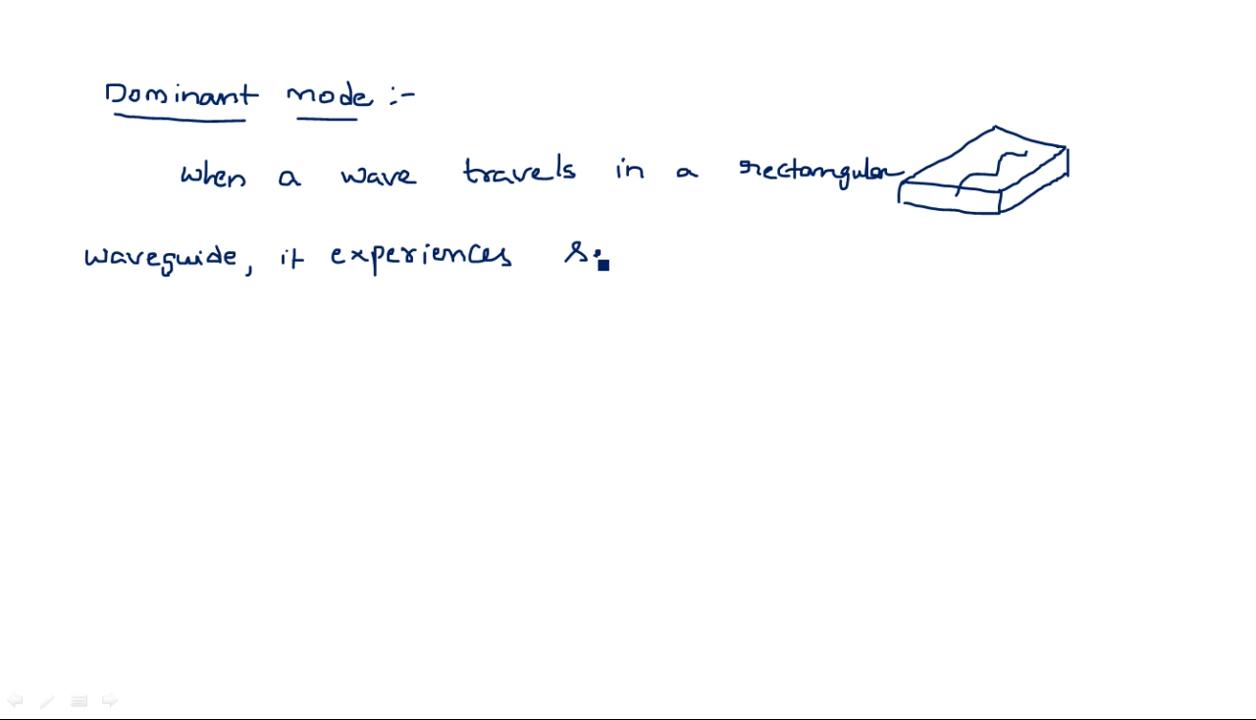 Dominant mode :-
when a wave travels in a rectangular
waveguide, it experiences s